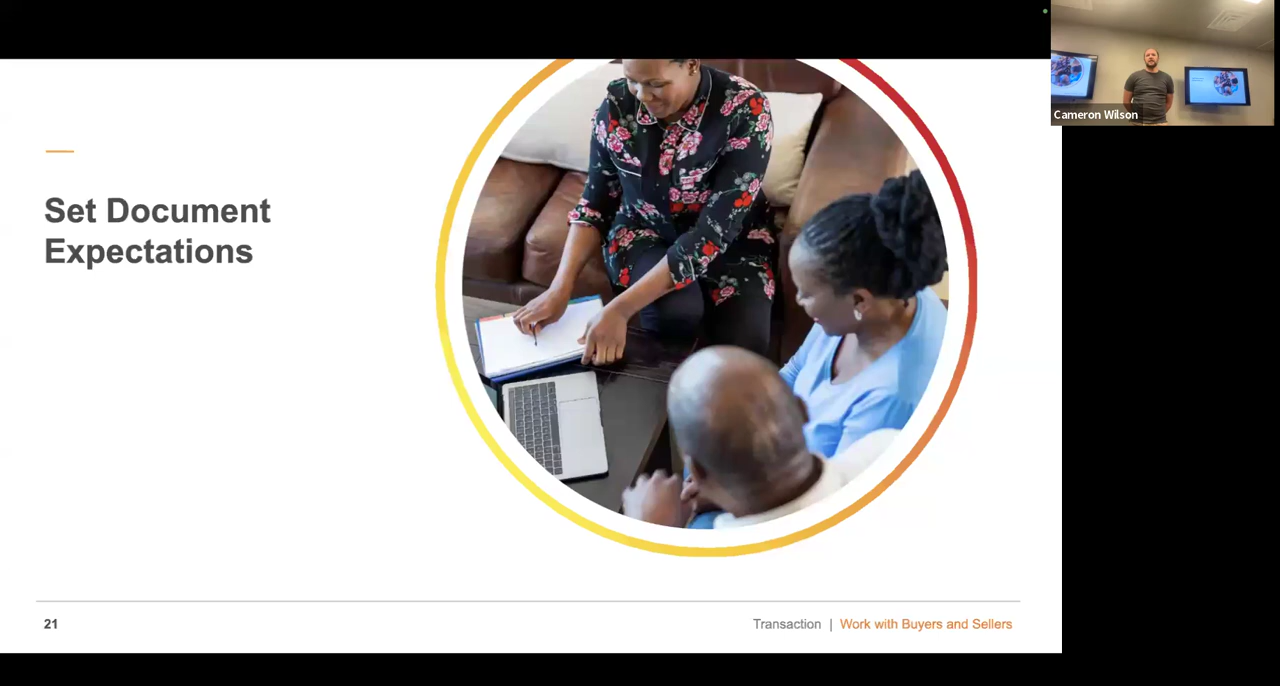 Cameron Wilson
Set Document
Expectations
21
Transaction | Work with Buyers and Sellers